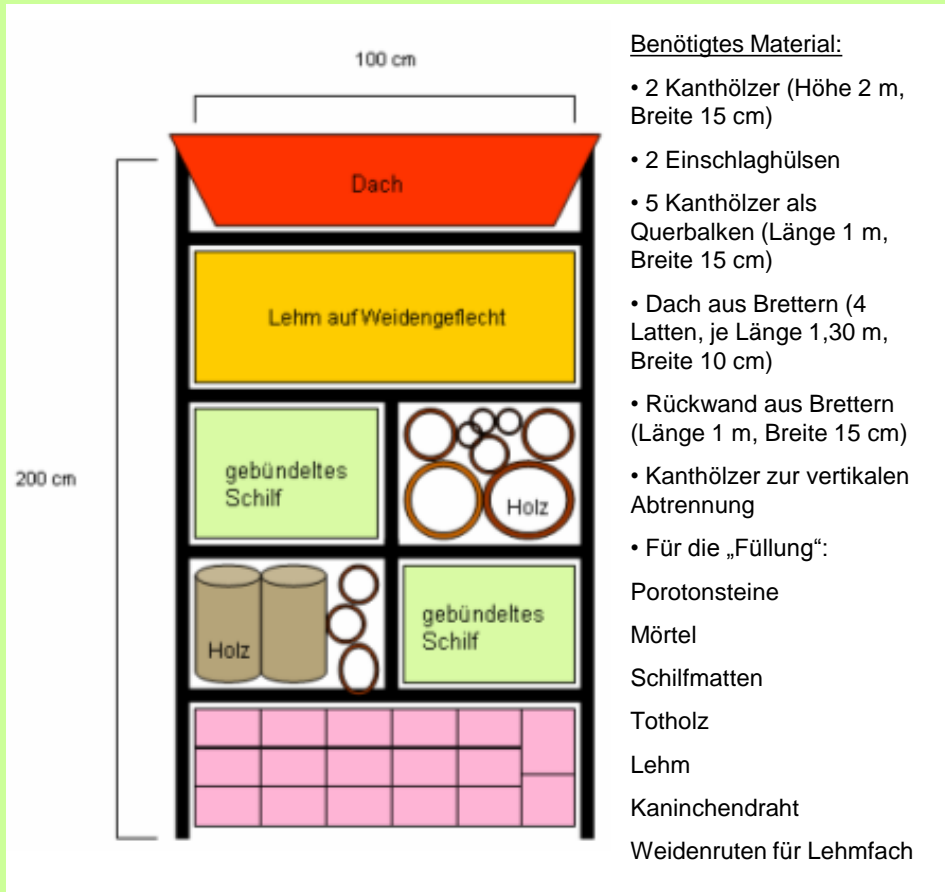 100 cm
Dach
Lehm auf Weidengeflecht
200 cm
gebündeltes
Schilf
Holz
Holz
gebündeltes
Schilf
Benötigtes Material:
• 2 Kanthölzer (Höhe 2 m,
Breite 15 cm)
• 2 Einschlaghülsen
• 5 Kanthölzer als
Querbalken (Länge 1 m,
Breite 15 cm)
• Dach aus Brettern (4
Latten, je Länge 1,30 m,
Breite 10 cm)
• Rückwand aus Brettern
(Länge 1 m, Breite 15 cm)
• Kanthölzer zur vertikalen
Abtrennung
• Für die „Füllung“:
Porotonsteine
Mörtel
Schilfmatten
Totholz
Lehm
Kaninchendraht
Weidenruten für Lehmfach